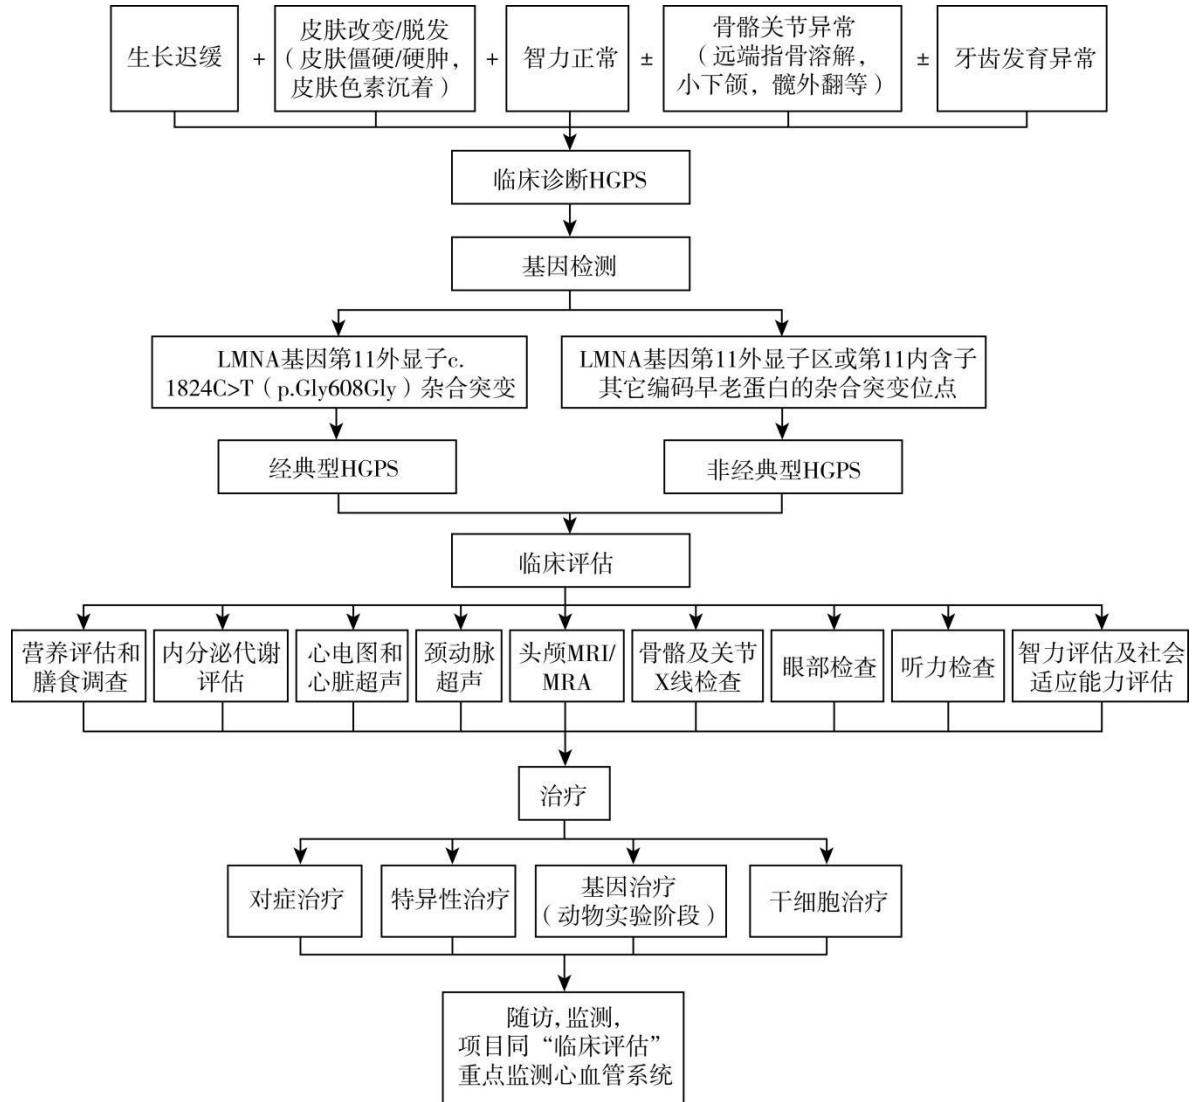 生长迟缓
+
皮肤改变/脱发
（皮肤僵硬/硬肿，
皮肤色素沉着）
+
智力正常
±
骨骼关节异常
（远端指骨溶解，
小下颌，髋外翻等）
±
牙齿发育异常
临床诊断HGPS
基因检测
LMNA基因第11外显子c.
1824C>T（p.Gly608Gly）杂合突变
LMNA基因第11外显子区或第11内含子
其它编码早老蛋白的杂合突变位点
经典型HGPS
非经典型HGPS
临床评估
营养评估和
膳食调查
内分泌代谢
评估
心电图和
心脏超声
颈动脉
超声
头颅MRI/
MRA
骨骼及关节
X线检查
眼部检查
听力检查
智力评估及社会
适应能力评估
治疗
对症治疗
特异性治疗
基因治疗
（动物实验阶段）
干细胞治疗
随访，监测，
项目同“临床评估”
重点监测心血管系统